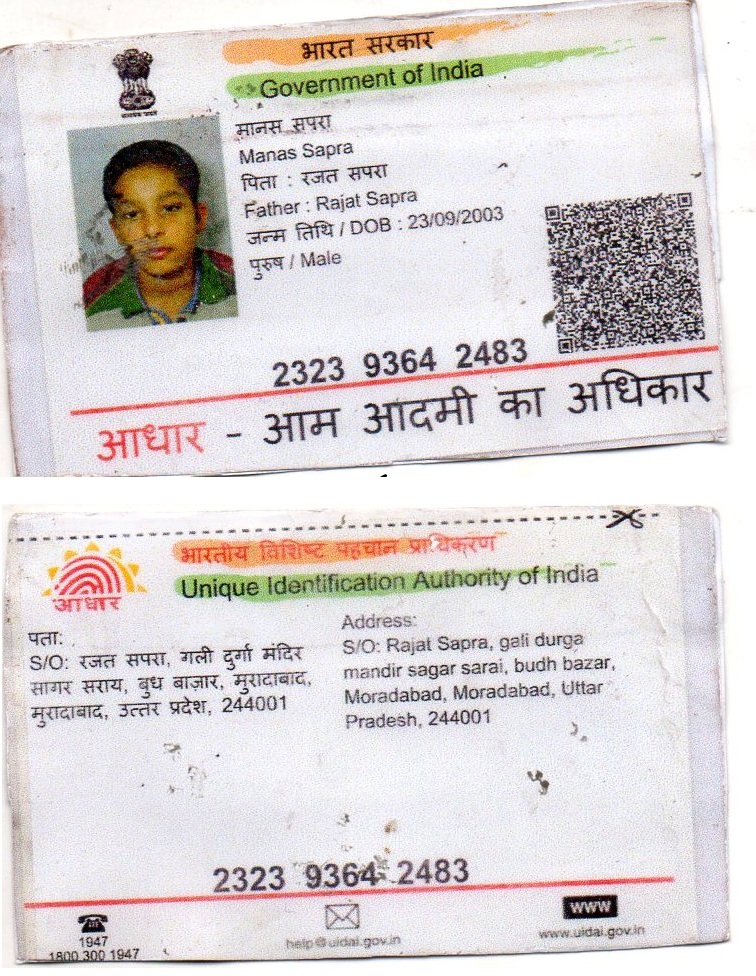 भारत सरकार
Government of India
मानस सपरा
Manas Sapra
पिता : रजत सपरा
Father : Rajat Sapra
जन्म तिथि / DOB : 23/09/2003
पुरुष / Male
2323 9364 2483
आधार - आम आदमी का अधिकार
भारतीय विशिष्ट पहचान प्राधिकरण
Unique Identification Authority of India
आधार
पता:
S/O: रजत सपरा, गली दुर्गा मंदिर
सागर सराय, बुध बाज़ार, मुरादाबाद,
मुरादाबाद, उत्तर प्रदेश, 244001
Address:
S/O: Rajat Sapra, gali durga
mandir sagar sarai, budh bazar,
Moradabad, Moradabad, Uttar
Pradesh, 244001
2323 9364 2483
1947
1800 300 1947
help@uidai.gov.in
WWW
www.uidai.gov.in